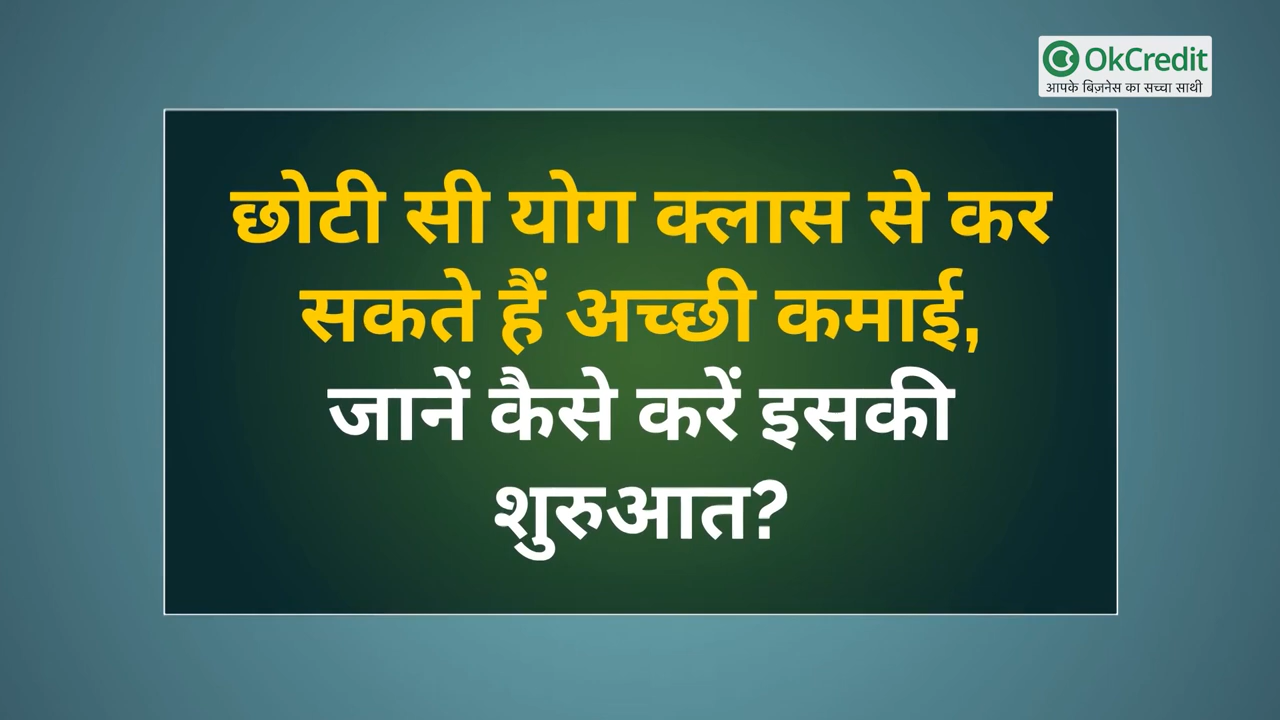 OkCredit
आपके बिज़नेस का सच्चा साथी
छोटी सी योग क्लास से कर
सकते हैं अच्छी कमाई,
जानें कैसे करें इसकी
शुरुआत?